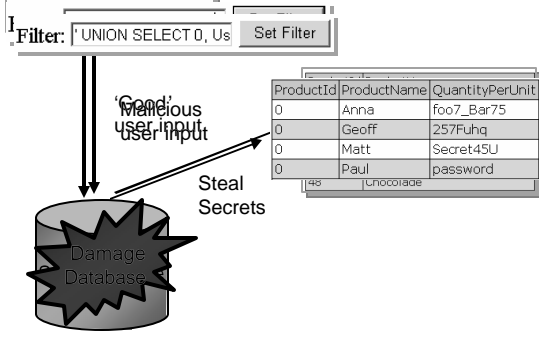 Filter: ' UNION SELECT 0, Us Set Filter
'Good'
user input
Malicious
user input
ProductId ProductName QuantityPerUnit
0 Anna foo7_Bar75
0 Geoff 257Fuhq
0 Matt Secret45U
0 Paul password
48 Chocolade
Steal
Secrets
Damage
Database